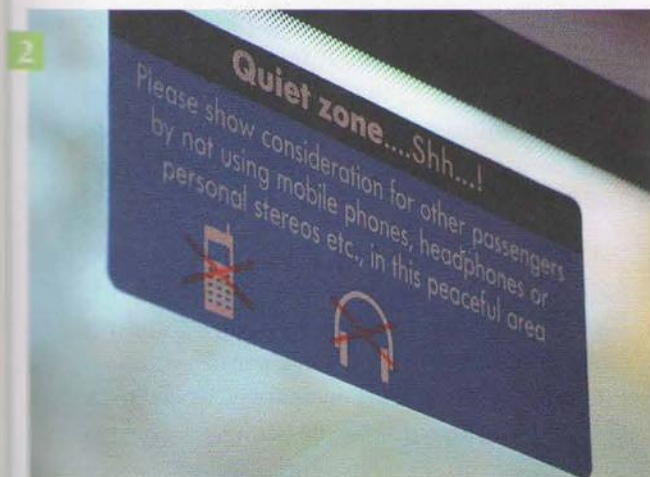 2
Quiet zone....Shh...!
Please show consideration for other passengers
by not using mobile phones, headphones or
personal stereos etc., in this peaceful area